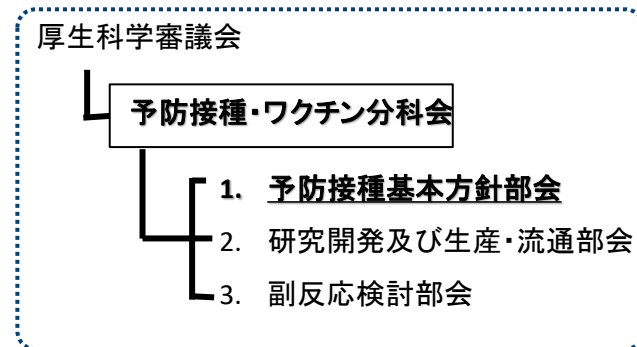 厚生科学審議会
予防接種・ワクチン分科会
1. 予防接種基本方針部会
2. 研究開発及び生産・流通部会
3. 副反応検討部会